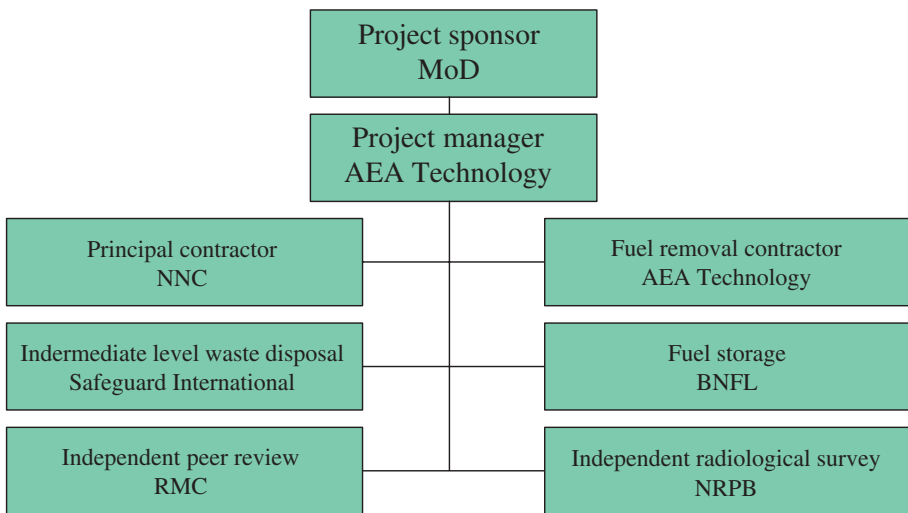 Project sponsor
MoD
Project manager
AEA Technology
Principal contractor
NNC
Fuel removal contractor
AEA Technology
Indermediate level waste disposal
Safeguard International
Fuel storage
BNFL
Independent peer review
RMC
Independent radiological survey
NRPB